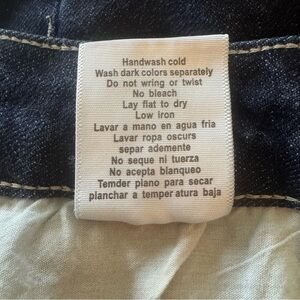 Handwash cold
Wash dark colors separately
Do not wring or twist
No bleach
Lay flat to dry
Low iron
Lavar a mano en agua fria
Lavar ropa oscurs
separ ademente
No seque ni tuerza
No acepta blanqueo
Temder piano para secar
planchar a temper atura baja